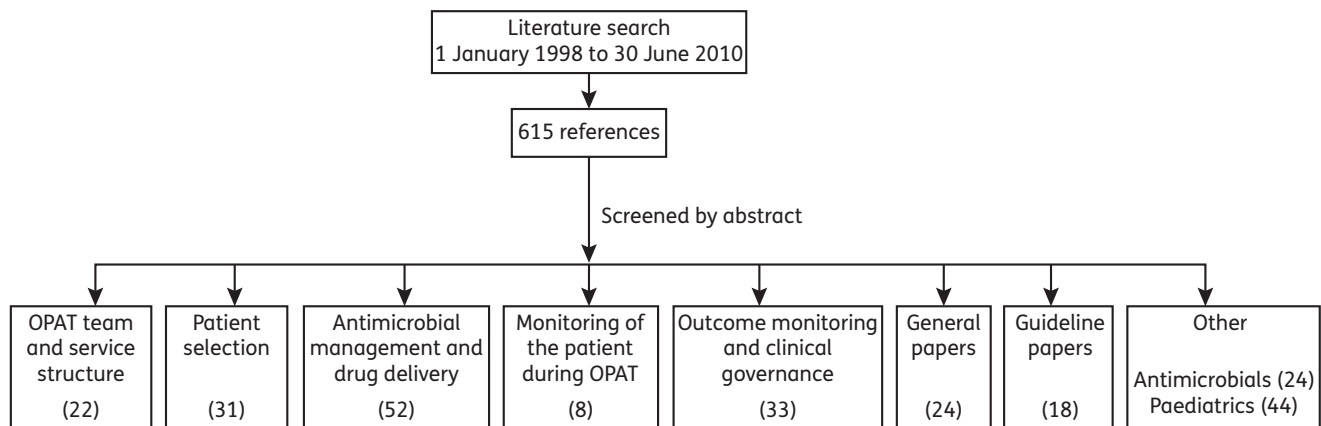 Literature search
1 January 1998 to 30 June 2010
615 references
Screened by abstract
OPAT team
and service
structure
(22)
Patient
selection
(31)
Antimicrobial
management and
drug delivery
(52)
Monitoring of
the patient
during OPAT
(8)
Outcome monitoring
and clinical
governance
(33)
General
papers
(24)
Guideline
papers
(18)
Other
Antimicrobials (24)
Paediatrics (44)